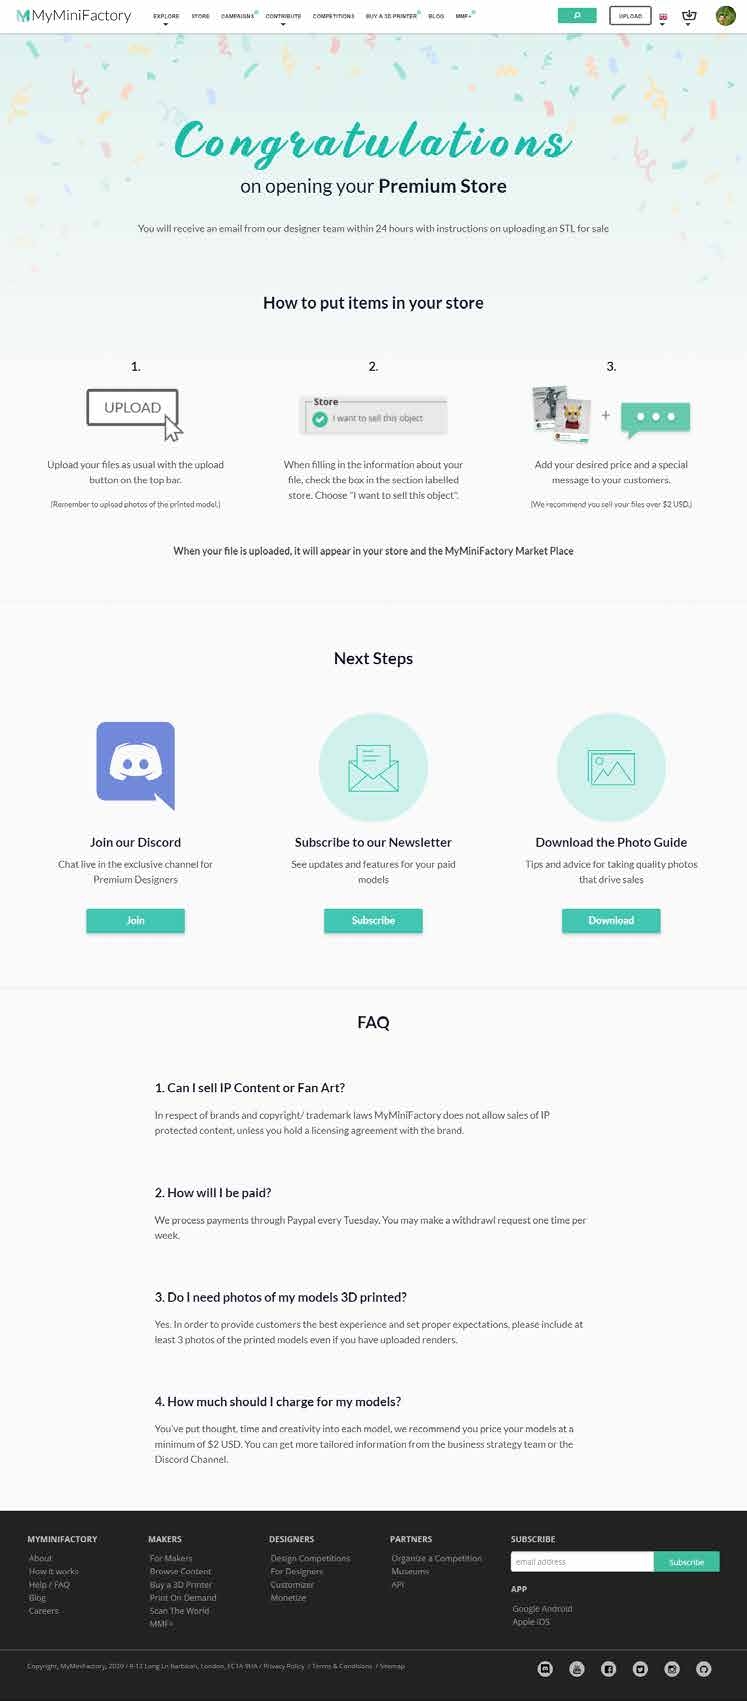 MyMiniFactory
EXPLORE STORE CAMPAIGNS CONTRIBUTE COMPETITIONS BUY A 3D PRINTER BLOG MMF+
UPLOAD
Congratulations
on opening your Premium Store
You will receive an email from our designer team within 24 hours with instructions on uploading an STL for sale
How to put items in your store
1.
UPLOAD
Upload your files as usual with the upload
button on the top bar.
(Remember to upload photos of the printed model.)
2.
Store
I want to sell this object
When filling in the information about your
file, check the box in the section labelled
store. Choose "I want to sell this object".
3.
+
Add your desired price and a special
message to your customers.
(We recommend you sell your files over $2 USD.)
When your file is uploaded, it will appear in your store and the MyMiniFactory Market Place
Next Steps
Join our Discord
Chat live in the exclusive channel for
Premium Designers
Join
Subscribe to our Newsletter
See updates and features for your paid
models
Subscribe
Download the Photo Guide
Tips and advice for taking quality photos
that drive sales
Download
FAQ
1. Can I sell IP Content or Fan Art?
In respect of brands and copyright/ trademark laws MyMiniFactory does not allow sales of IP
protected content, unless you hold a licensing agreement with the brand.
2. How will I be paid?
We process payments through Paypal every Tuesday. You may make a withdrawl request one time per
week.
3. Do I need photos of my models 3D printed?
Yes. In order to provide customers the best experience and set proper expectations, please include at
least 3 photos of the printed models even if you have uploaded renders.
4. How much should I charge for my models?
You've put thought, time and creativity into each model, we recommend you price your models at a
minimum of $2 USD. You can get more tailored information from the business strategy team or the
Discord Channel.
MYMINIFACTORY
About
How it works
Help / FAQ
Blog
Careers
MAKERS
For Makers
Browse Content
Buy a 3D Printer
Print On Demand
Scan The World
MMF+
DESIGNERS
Design Competitions
For Designers
Customizer
Monetize
PARTNERS
Organize a Competition
Museums
API
SUBSCRIBE
email address
Subscribe
APP
Google Android
Apple iOS
Copyright, MyMiniFactory, 2020 / 8-12 Long Ln Barbican, London, EC1A 9HA / Privacy Policy / Terms & Conditions / Sitemap